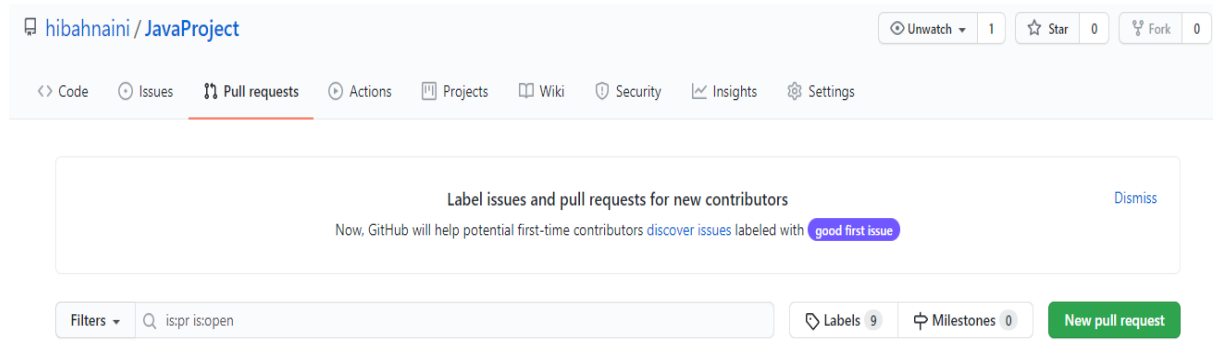 hibahnaini / JavaProject
Unwatch 1 Star 0 Fork 0
Code Issues Pull requests Actions Projects Wiki Security Insights Settings
Label issues and pull requests for new contributors
Dismiss
Now, GitHub will help potential first-time contributors discover issues labeled with good first issue
Filters is:pr is:open Labels 9 Milestones 0 New pull request